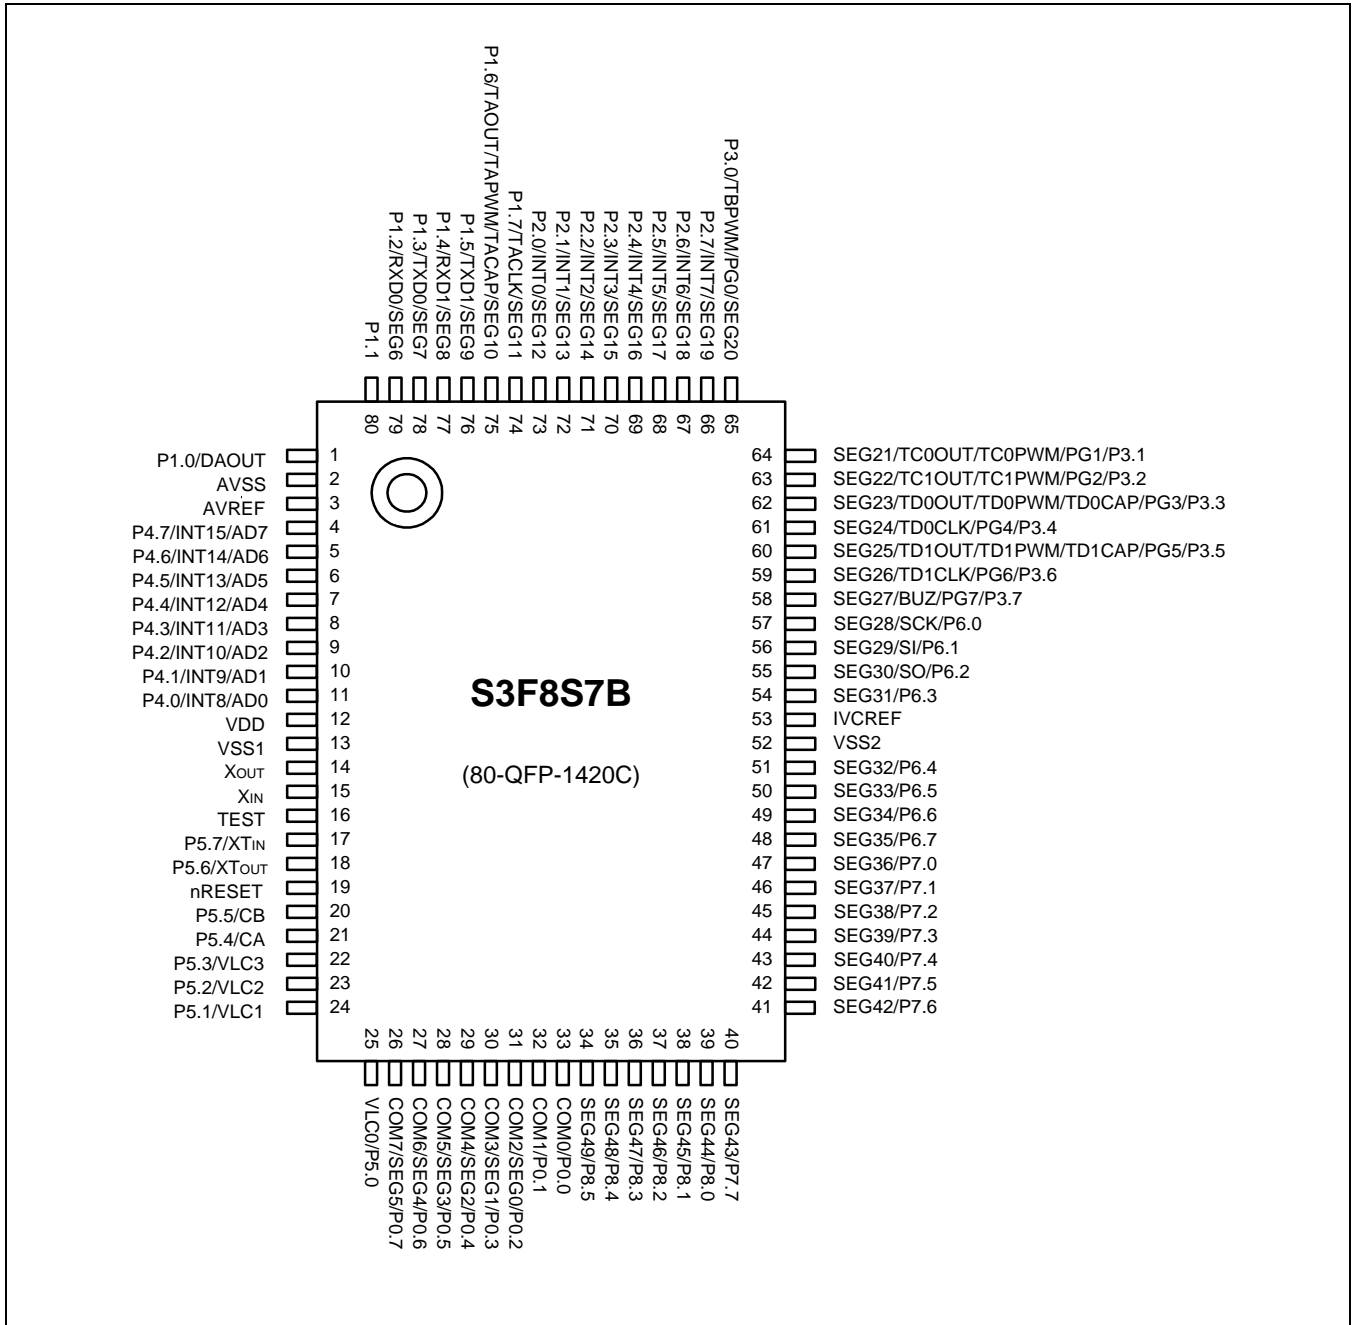 P1.6/TAOUT/TAPWM/TACAP/SEG10
P3.0/TBPWM/PG0/SEG20
P1.1
P1.2/RXD0/SEG6
P1.3/TXD0/SEG7
P1.4/RXD1/SEG8
P1.5/TXD1/SEG9
P1.7/TACLK/SEG11
P2.0/INT0/SEG12
P2.1/INT1/SEG13
P2.2/INT2/SEG14
P2.3/INT3/SEG15
P2.4/INT4/SEG16
P2.5/INT5/SEG17
P2.6/INT6/SEG18
P2.7/INT7/SEG19
80 79 78 77 76 75 74 73 72 71 70 69 68 67 66 65
P1.0/DAOUT 1
AVSS 2
AVREF 3
P4.7/INT15/AD7 4
P4.6/INT14/AD6 5
P4.5/INT13/AD5 6
P4.4/INT12/AD4 7
P4.3/INT11/AD3 8
P4.2/INT10/AD2 9
P4.1/INT9/AD1 10
P4.0/INT8/AD0 11
VDD 12
VSS1 13
XOUT 14
XIN 15
TEST 16
P5.7/XTIN 17
P5.6/XTOUT 18
nRESET 19
P5.5/CB 20
P5.4/CA 21
P5.3/VLC3 22
P5.2/VLC2 23
P5.1/VLC1 24
S3F8S7B
(80-QFP-1420C)
64 SEG21/TC0OUT/TC0PWM/PG1/P3.1
63 SEG22/TC1OUT/TC1PWM/PG2/P3.2
62 SEG23/TD0OUT/TD0PWM/TD0CAP/PG3/P3.3
61 SEG24/TD0CLK/PG4/P3.4
60 SEG25/TD1OUT/TD1PWM/TD1CAP/PG5/P3.5
59 SEG26/TD1CLK/PG6/P3.6
58 SEG27/BUZ/PG7/P3.7
57 SEG28/SCK/P6.0
56 SEG29/SI/P6.1
55 SEG30/SO/P6.2
54 SEG31/P6.3
53 IVCREF
52 VSS2
51 SEG32/P6.4
50 SEG33/P6.5
49 SEG34/P6.6
48 SEG35/P6.7
47 SEG36/P7.0
46 SEG37/P7.1
45 SEG38/P7.2
44 SEG39/P7.3
43 SEG40/P7.4
42 SEG41/P7.5
41 SEG42/P7.6
25 26 27 28 29 30 31 32 33 34 35 36 37 38 39 40
VLC0/P5.0
COM7/SEG5/P0.7
COM6/SEG4/P0.6
COM5/SEG3/P0.5
COM4/SEG2/P0.4
COM3/SEG1/P0.3
COM2/SEG0/P0.2
COM1/P0.1
COM0/P0.0
SEG49/P8.5
SEG48/P8.4
SEG47/P8.3
SEG46/P8.2
SEG45/P8.1
SEG44/P8.0
SEG43/P7.7